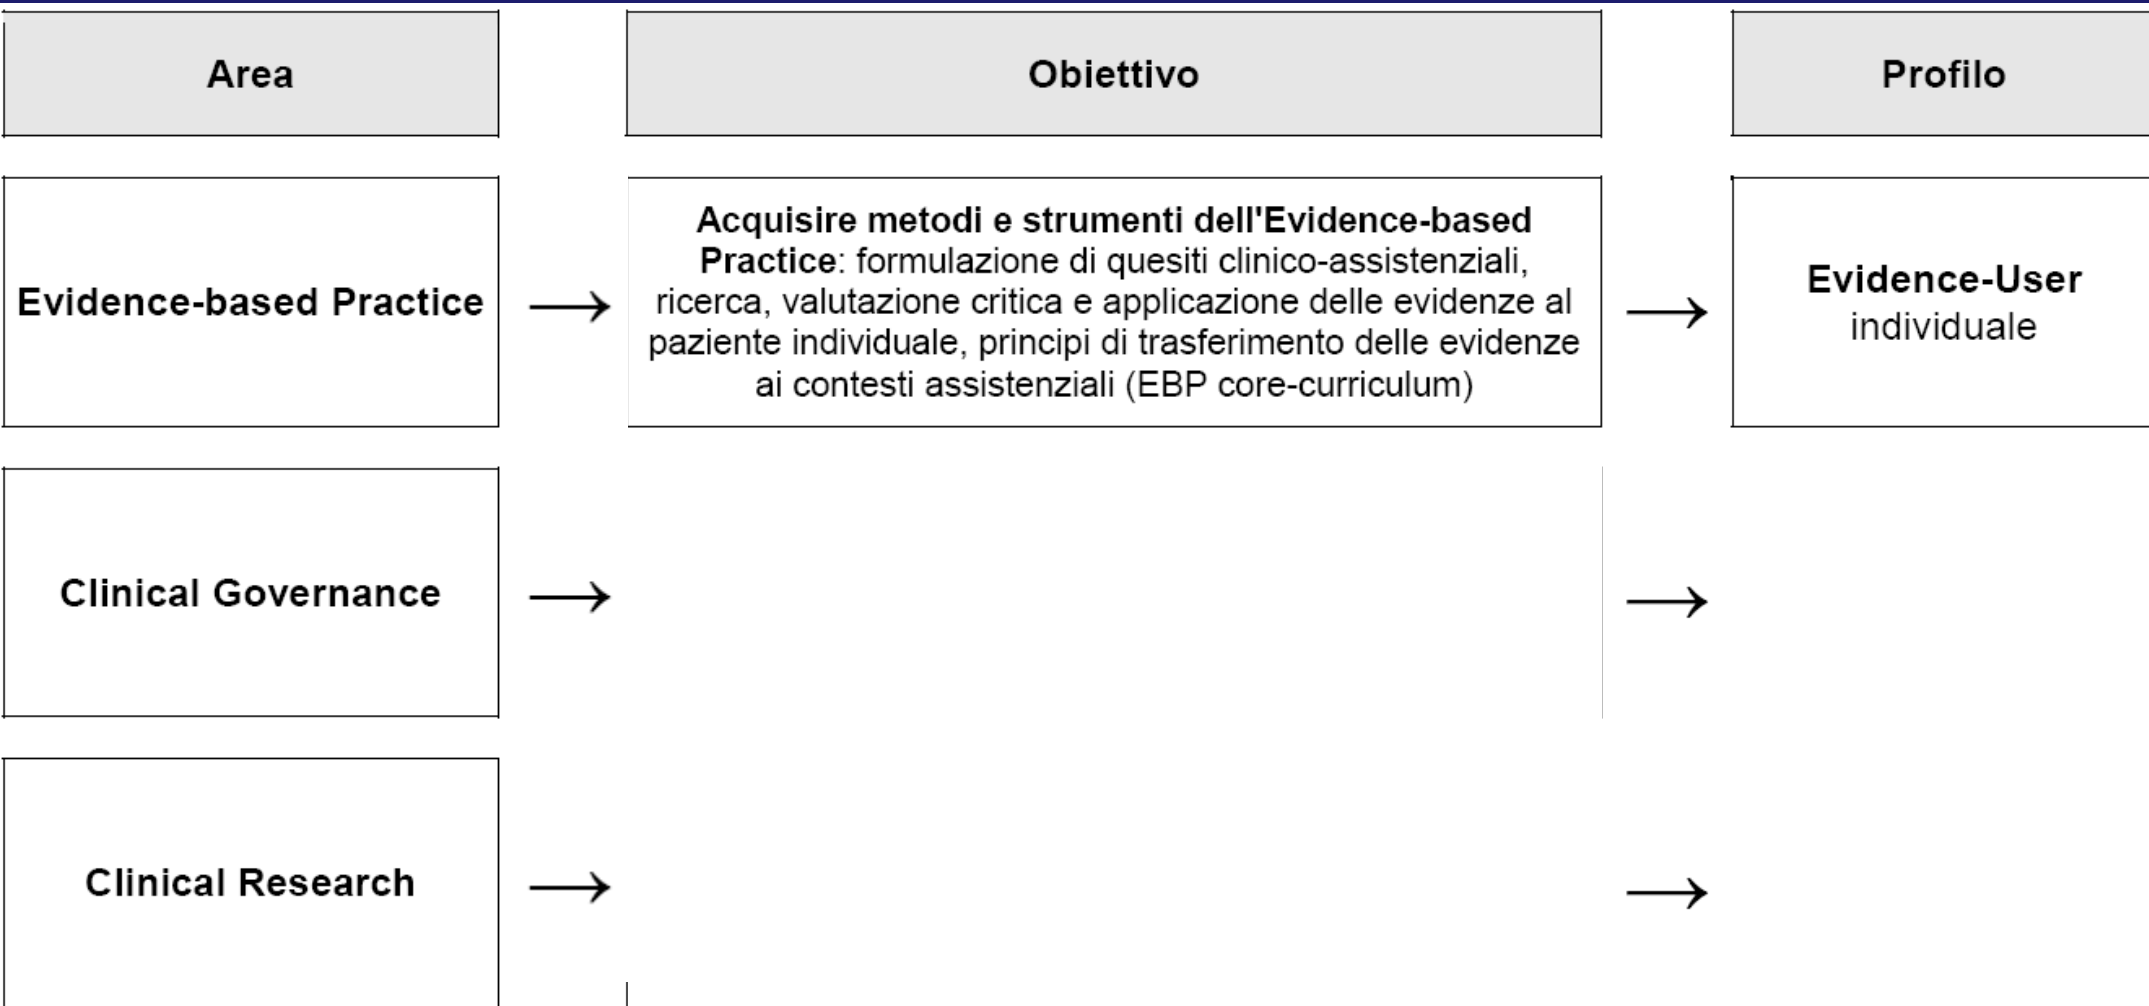 Area
Obiettivo
Profilo
Evidence-based Practice
→
Acquisire metodi e strumenti dell'Evidence-based
Practice: formulazione di quesiti clinico-assistenziali,
ricerca, valutazione critica e applicazione delle evidenze al
paziente individuale, principi di trasferimento delle evidenze
ai contesti assistenziali (EBP core-curriculum)
→
Evidence-User
individuale
Clinical Governance
→
→
Clinical Research
→
→